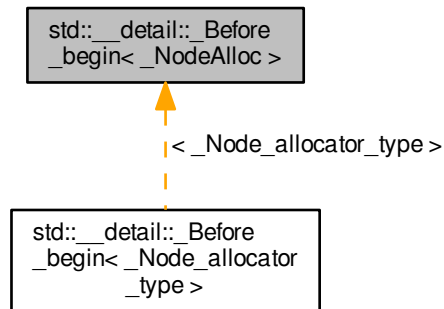 std::__detail::_Before
_begin< _NodeAlloc >
< _Node_allocator_type >
std::__detail::_Before
_begin< _Node_allocator
_type >